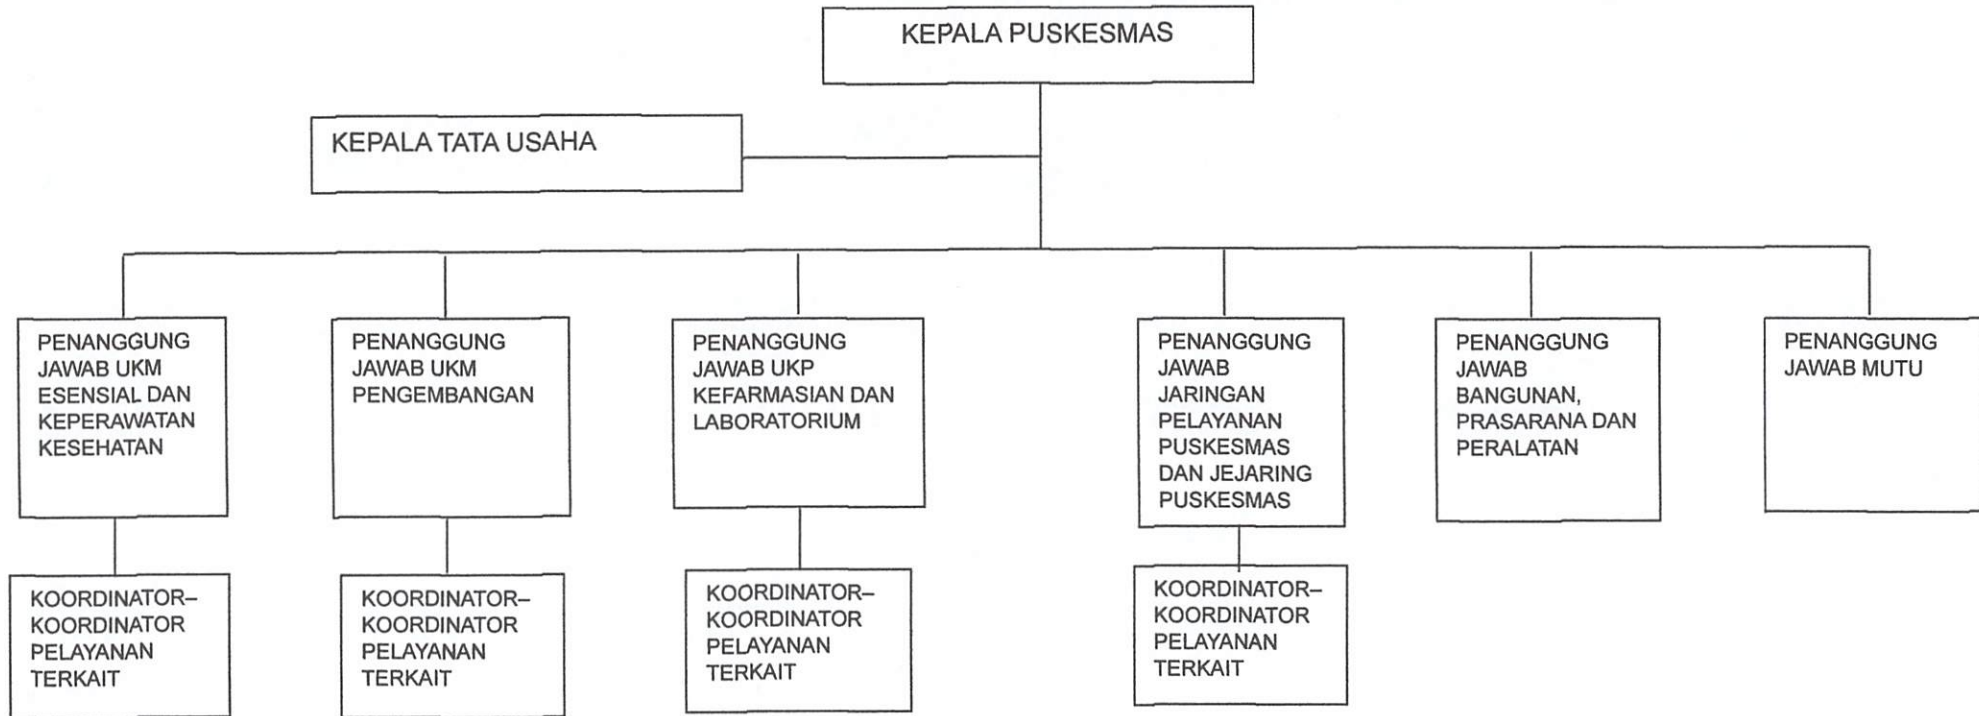 KEPALA PUSKESMAS
KEPALA TATA USAHA
PENANGGUNG
JAWAB UKM
ESENSIAL DAN
KEPERAWATAN
KESEHATAN
PENANGGUNG
JAWAB UKM
PENGEMBANGAN
PENANGGUNG
JAWAB UKP
KEFARMASIAN DAN
LABORATORIUM
PENANGGUNG
JAWAB
JARINGAN
PELAYANAN
PUSKESMAS
DAN JEJARING
PUSKESMAS
PENANGGUNG
JAWAB
BANGUNAN,
PRASARANA DAN
PERALATAN
PENANGGUNG
JAWAB MUTU
KOORDINATOR–
KOORDINATOR
PELAYANAN
TERKAIT
KOORDINATOR–
KOORDINATOR
PELAYANAN
TERKAIT
KOORDINATOR–
KOORDINATOR
PELAYANAN
TERKAIT
KOORDINATOR–
KOORDINATOR
PELAYANAN
TERKAIT